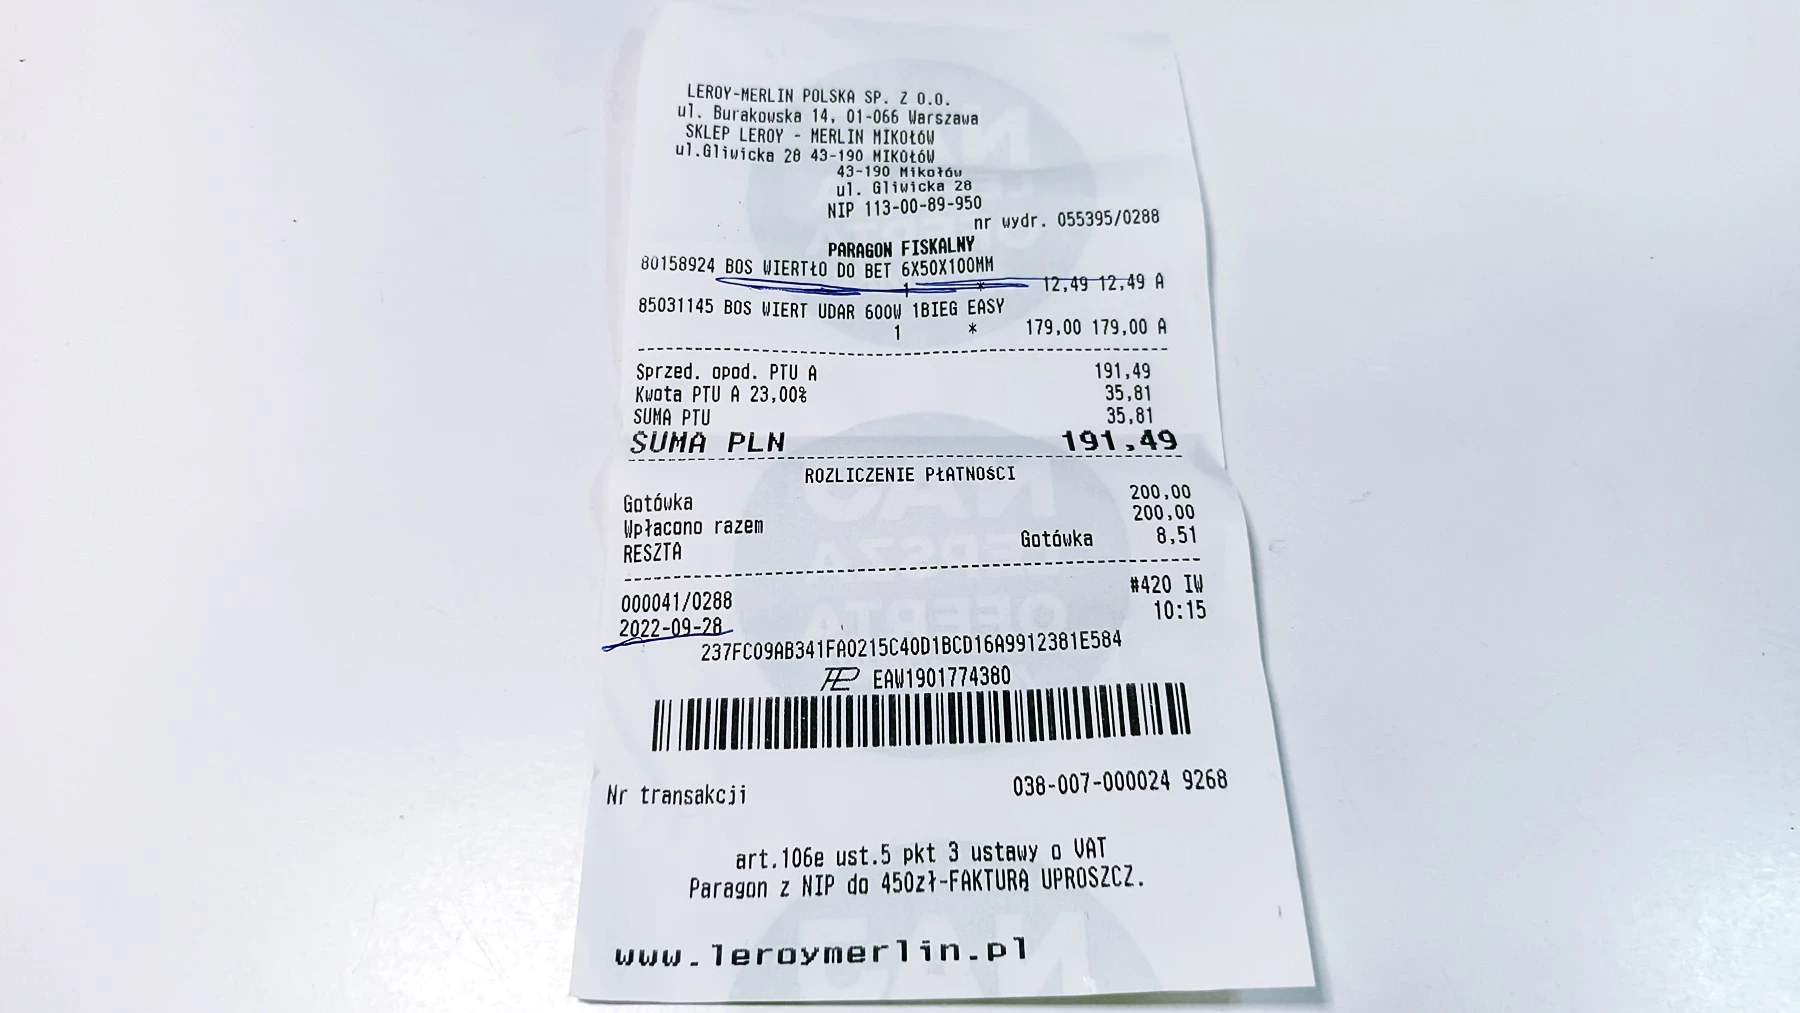 LEROY-MERLIN POLSKA SP. Z O.O.
ul. Burakowska 14, 01-066 Warszawa
SKLEP LEROY - MERLIN MIKOŁÓW
ul.Gliwicka 28 43-190 MIKOŁÓW
43-190 Mikołów
ul. Gliwicka 28
NIP 113-00-89-950
nr wydr. 055395/0288
PARAGON FISKALNY
80158924 BOS WIERTŁO DO BET 6X50X100MM
1 * 12,49 12,49 A
85031145 BOS WIERT UDAR 600W 1BIEG EASY
1 * 179,00 179,00 A
Sprzed. opod. PTU A 191,49
Kwota PTU A 23,00% 35,81
SUMA PTU 35,81
SUMA PLN 191,49
ROZLICZENIE PŁATNOŚCI
Gotówka 200,00
Wpłacono razem 200,00
RESZTA Gotówka 8,51
000041/0288 #420 IW
2022-09-28 10:15
237FC09AB341FA0215C40D1BCD16A9912381E584
EAW1901774380
Nr transakcji 038-007-000024 9268
art.106e ust.5 pkt 3 ustawy o VAT
Paragon z NIP do 450zł-FAKTURĄ UPROSZCZ.
www.leroymerlin.pl